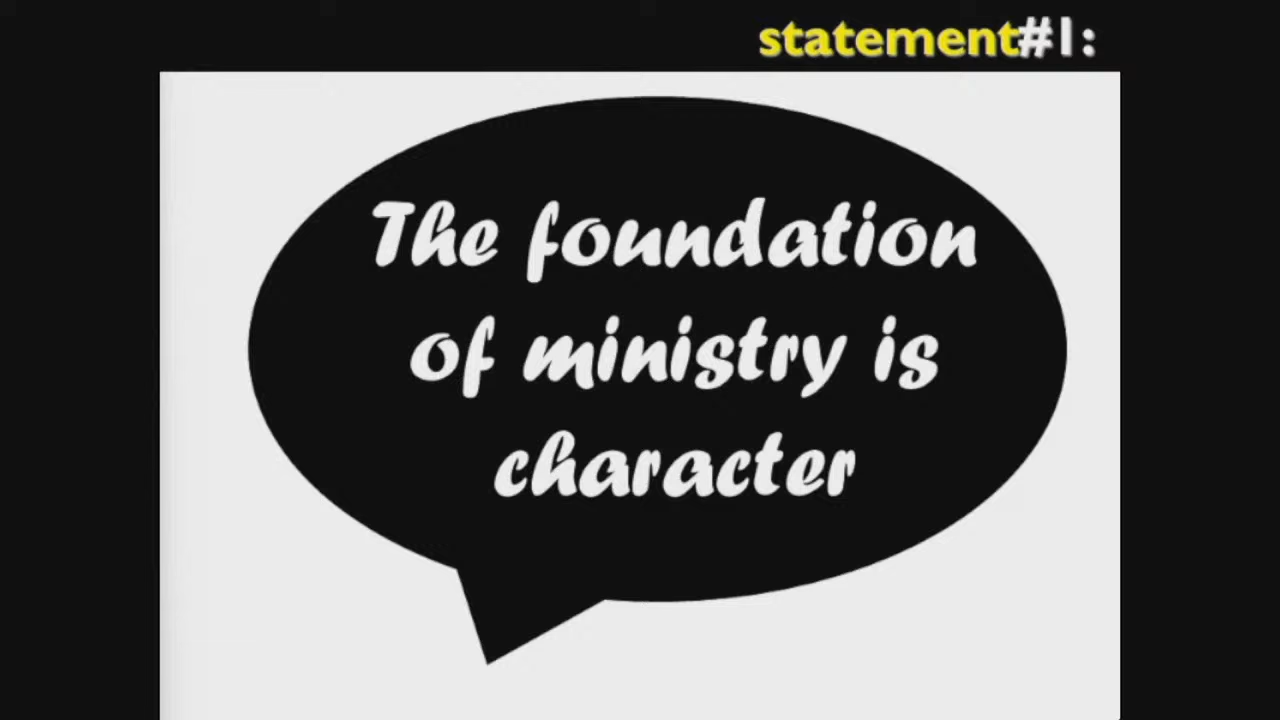 statement#1:
The foundation
of ministry is
character